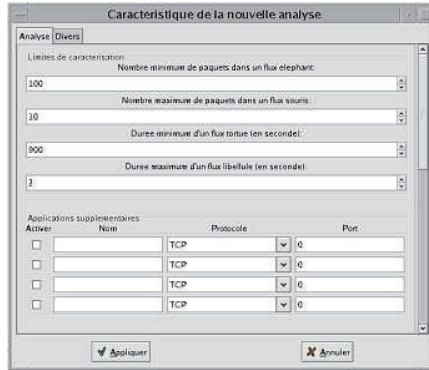 Caracteristique de la nouvelle analyse
Analyse Divers
Limites de caracterisation
Nombre minimum de paquets dans un flux elephant:
100
Nombre maximum de paquets dans un flux souris:
10
Duree minimum d'un flux tortue (en seconde):
900
Duree maximum d'un flux libellule (en seconde):
2
Applications supplementaires
Activer Nom Protocole Port
TCP 0
TCP 0
TCP 0
TCP 0
Appliquer Annuler